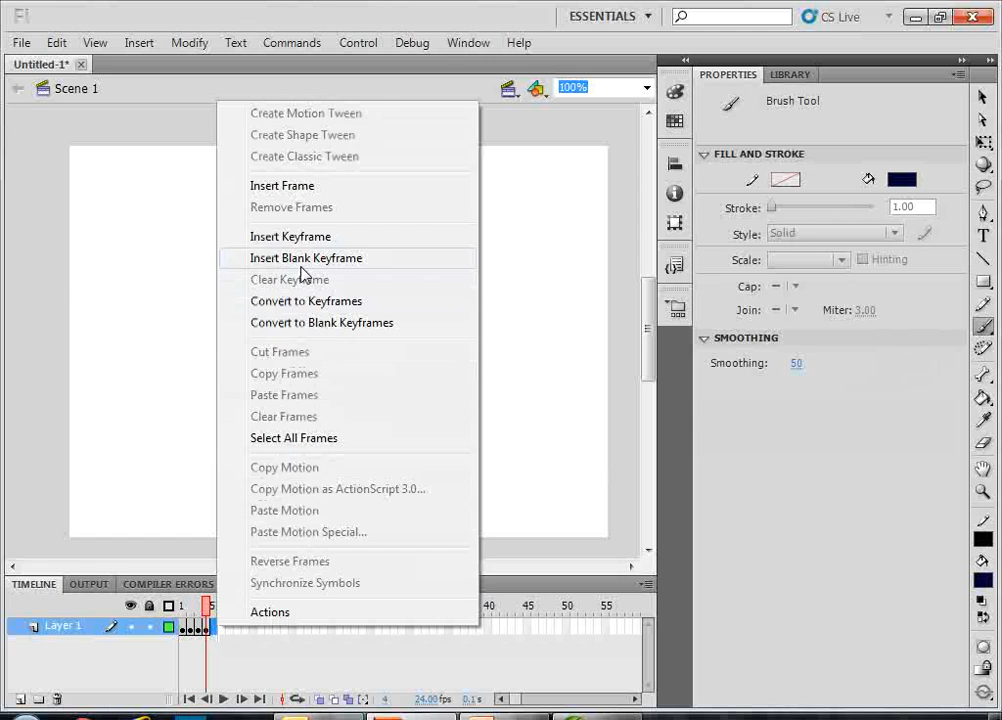 Fl
ESSENTIALS
CS Live
File Edit View Insert Modify Text Commands Control Debug Window Help
Untitled-1*
Scene 1
100%
PROPERTIES LIBRARY
Brush Tool
FILL AND STROKE
Stroke: 1.00
Style: Solid
Scale: Hinting
Cap:
Join: Miter: 3.00
SMOOTHING
Smoothing: 50
Create Motion Tween
Create Shape Tween
Create Classic Tween
Insert Frame
Remove Frames
Insert Keyframe
Insert Blank Keyframe
Clear Keyframe
Convert to Keyframes
Convert to Blank Keyframes
Cut Frames
Copy Frames
Paste Frames
Clear Frames
Select All Frames
Copy Motion
Copy Motion as ActionScript 3.0...
Paste Motion
Paste Motion Special...
Reverse Frames
Synchronize Symbols
Actions
TIMELINE OUTPUT COMPILER ERRORS
1 5 40 45 50 55
Layer 1
4 24.00 fps 0.1 s